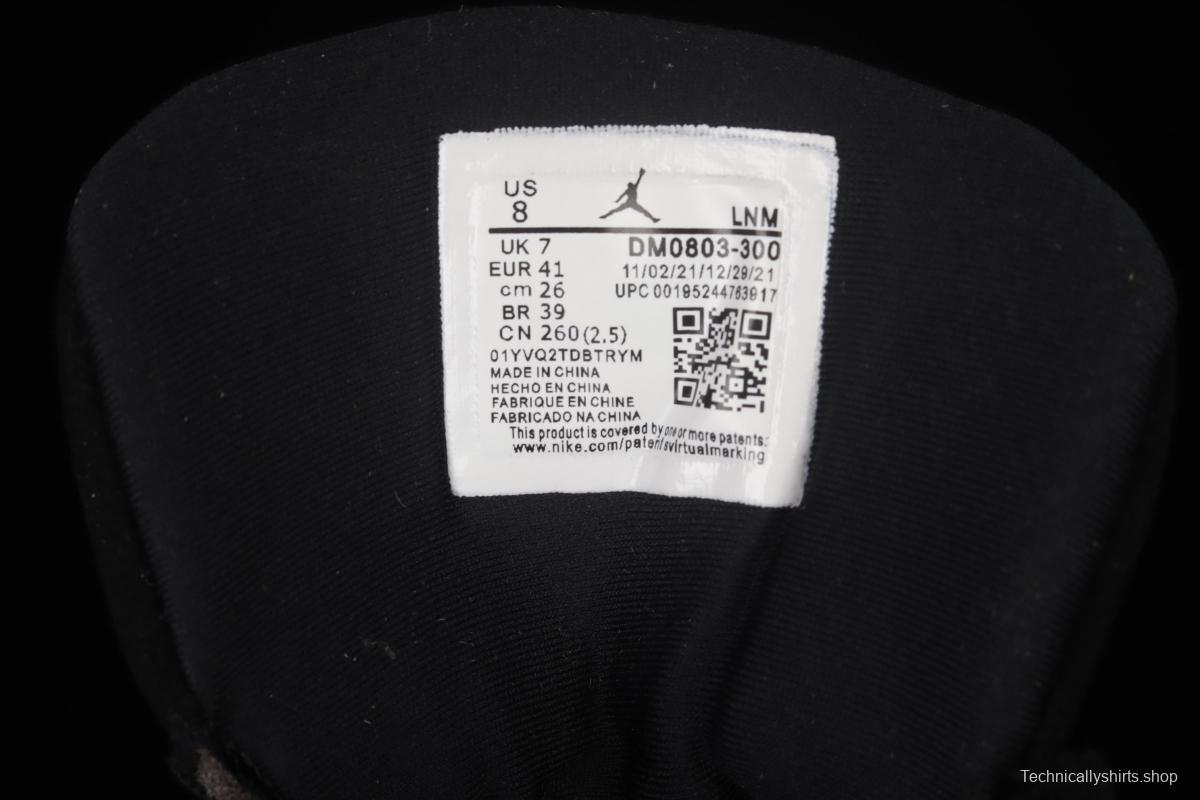 US
8
LNM
UK 7
DM0803-300
EUR 41
11/02/21/12/29/21
cm 26
UPC 00195244763917
BR 39
CN 260(2.5)
01YVQ2TDBTRYM
MADE IN CHINA
HECHO EN CHINA
FABRIQUE EN CHINE
FABRICADO NA CHINA
This product is covered by one or more patents:
www.nike.com/patentsvirtualmarking
Technicallyshirts.shop